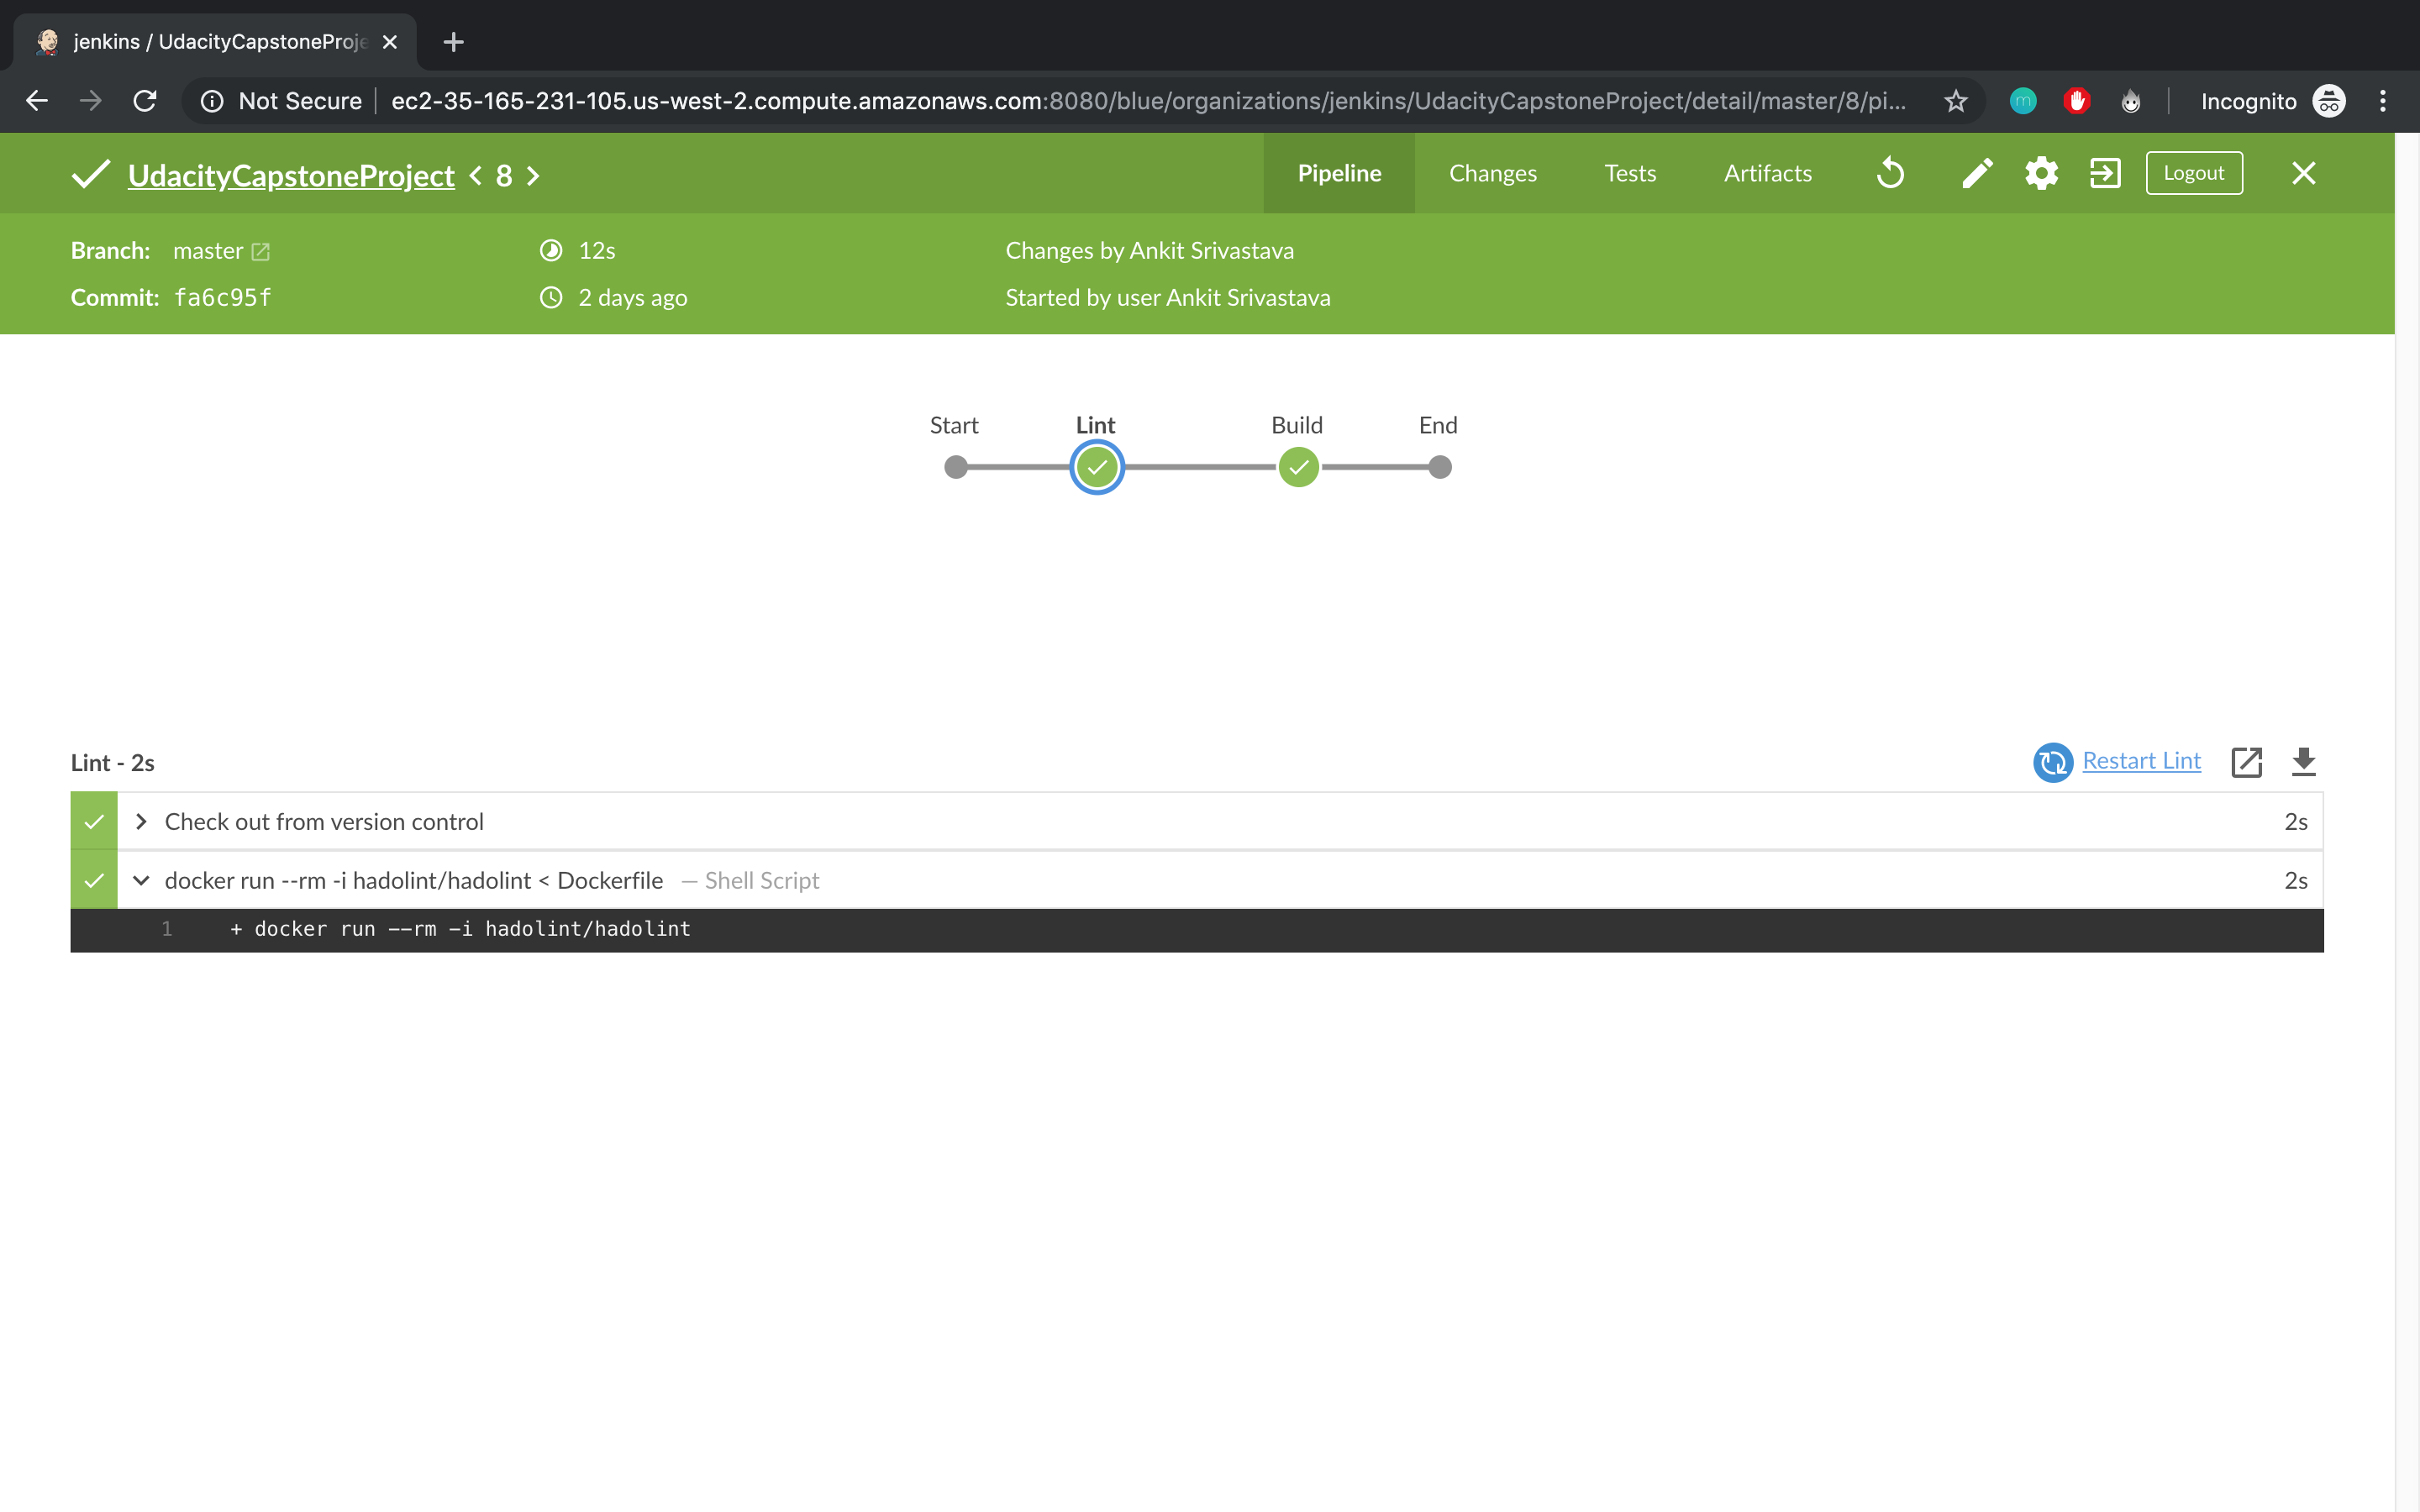 jenkins / UdacityCapstoneProje
Not Secure ec2-35-165-231-105.us-west-2.compute.amazonaws.com:8080/blue/organizations/jenkins/UdacityCapstoneProject/detail/master/8/pi... Incognito
UdacityCapstoneProject < 8 > Pipeline Changes Tests Artifacts Logout
Branch: master 12s Changes by Ankit Srivastava
Commit: fa6c95f 2 days ago Started by user Ankit Srivastava
Start Lint Build End
Lint - 2s Restart Lint
Check out from version control 2s
docker run --rm -i hadolint/hadolint < Dockerfile — Shell Script 2s
1 + docker run --rm -i hadolint/hadolint